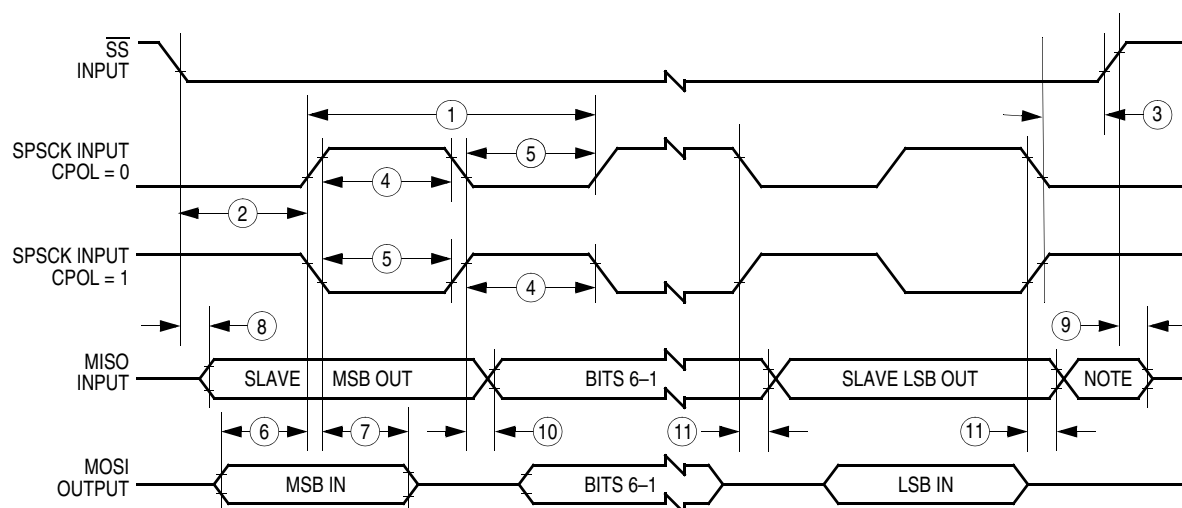 SS
INPUT
1
3
SPSCK INPUT
CPOL = 0
5
4
2
SPSCK INPUT
CPOL = 1
5
4
8
9
MISO
INPUT
SLAVE MSB OUT
BITS 6–1
SLAVE LSB OUT
NOTE
6
7
10
11
11
MOSI
OUTPUT
MSB IN
BITS 6–1
LSB IN